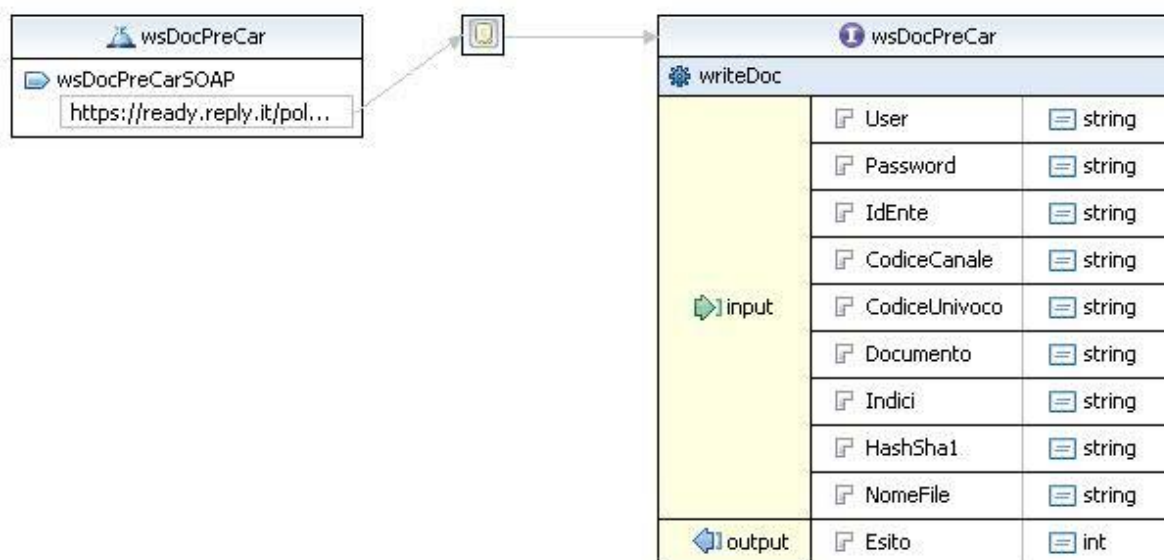 wsDocPreCar
wsDocPreCarSOAP
https://ready.reply.it/pol...
wsDocPreCar
writeDoc
input
User string
Password string
IdEnte string
CodiceCanale string
CodiceUnivoco string
Documento string
Indici string
HashSha1 string
NomeFile string
output Esito int